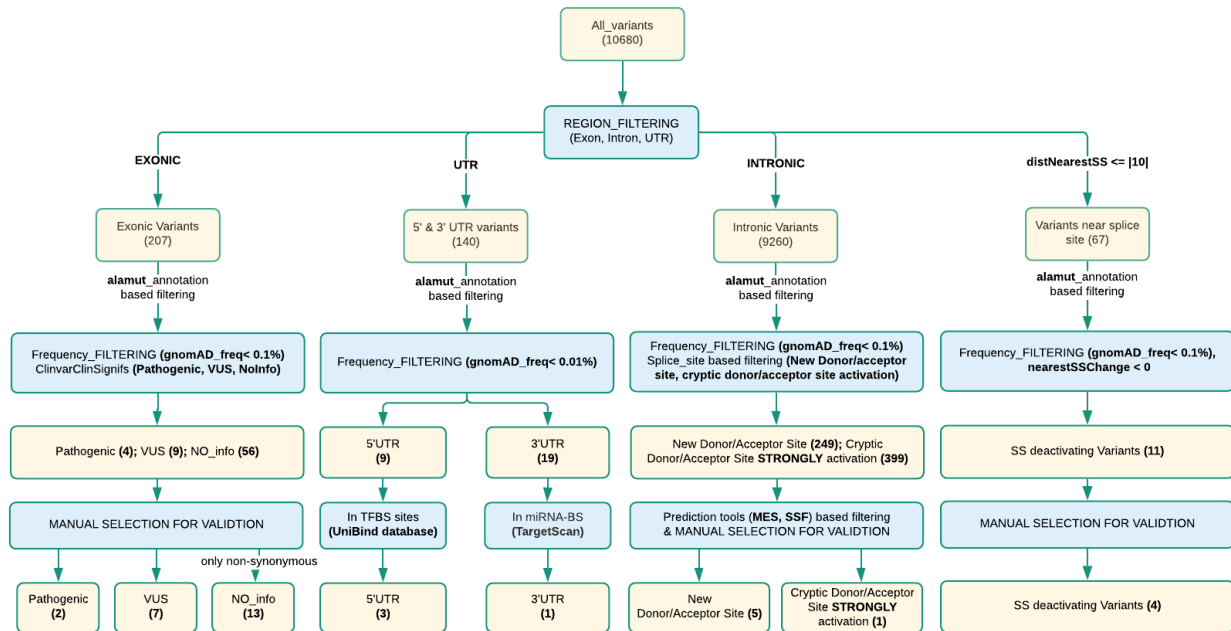 All_variants
(10680)
REGION_FILTERING
(Exon, Intron, UTR)
EXONIC
UTR
INTRONIC
distNearestSS <= |10|
Exonic Variants
(207)
5' & 3' UTR variants
(140)
Intronic Variants
(9260)
Variants near splice
site (67)
alamut_annotation
based filtering
alamut_annotation
based filtering
alamut_annotation
based filtering
alamut_annotation
based filtering
Frequency_FILTERING (gnomAD_freq< 0.1%)
ClinvarClinSignifs (Pathogenic, VUS, NoInfo)
Frequency_FILTERING (gnomAD_freq< 0.01%)
Frequency_FILTERING (gnomAD_freq< 0.1%)
Splice_site based filtering (New Donor/acceptor
site, cryptic donor/acceptor site activation)
Frequency_FILTERING (gnomAD_freq< 0.1%),
nearestSSChange < 0
Pathogenic (4); VUS (9); NO_info (56)
5'UTR
(9)
3'UTR
(19)
New Donor/Acceptor Site (249); Cryptic
Donor/Acceptor Site STRONGLY activation (399)
SS deactivating Variants (11)
MANUAL SELECTION FOR VALIDTION
In TFBS sites
(UniBind database)
In miRNA-BS
(TargetScan)
Prediction tools (MES, SSF) based filtering
& MANUAL SELECTION FOR VALIDTION
MANUAL SELECTION FOR VALIDTION
only non-synonymous
Pathogenic
(2)
VUS
(7)
NO_info
(13)
5'UTR
(3)
3'UTR
(1)
New
Donor/Acceptor Site (5)
Cryptic Donor/Acceptor
Site STRONGLY
activation (1)
SS deactivating Variants (4)